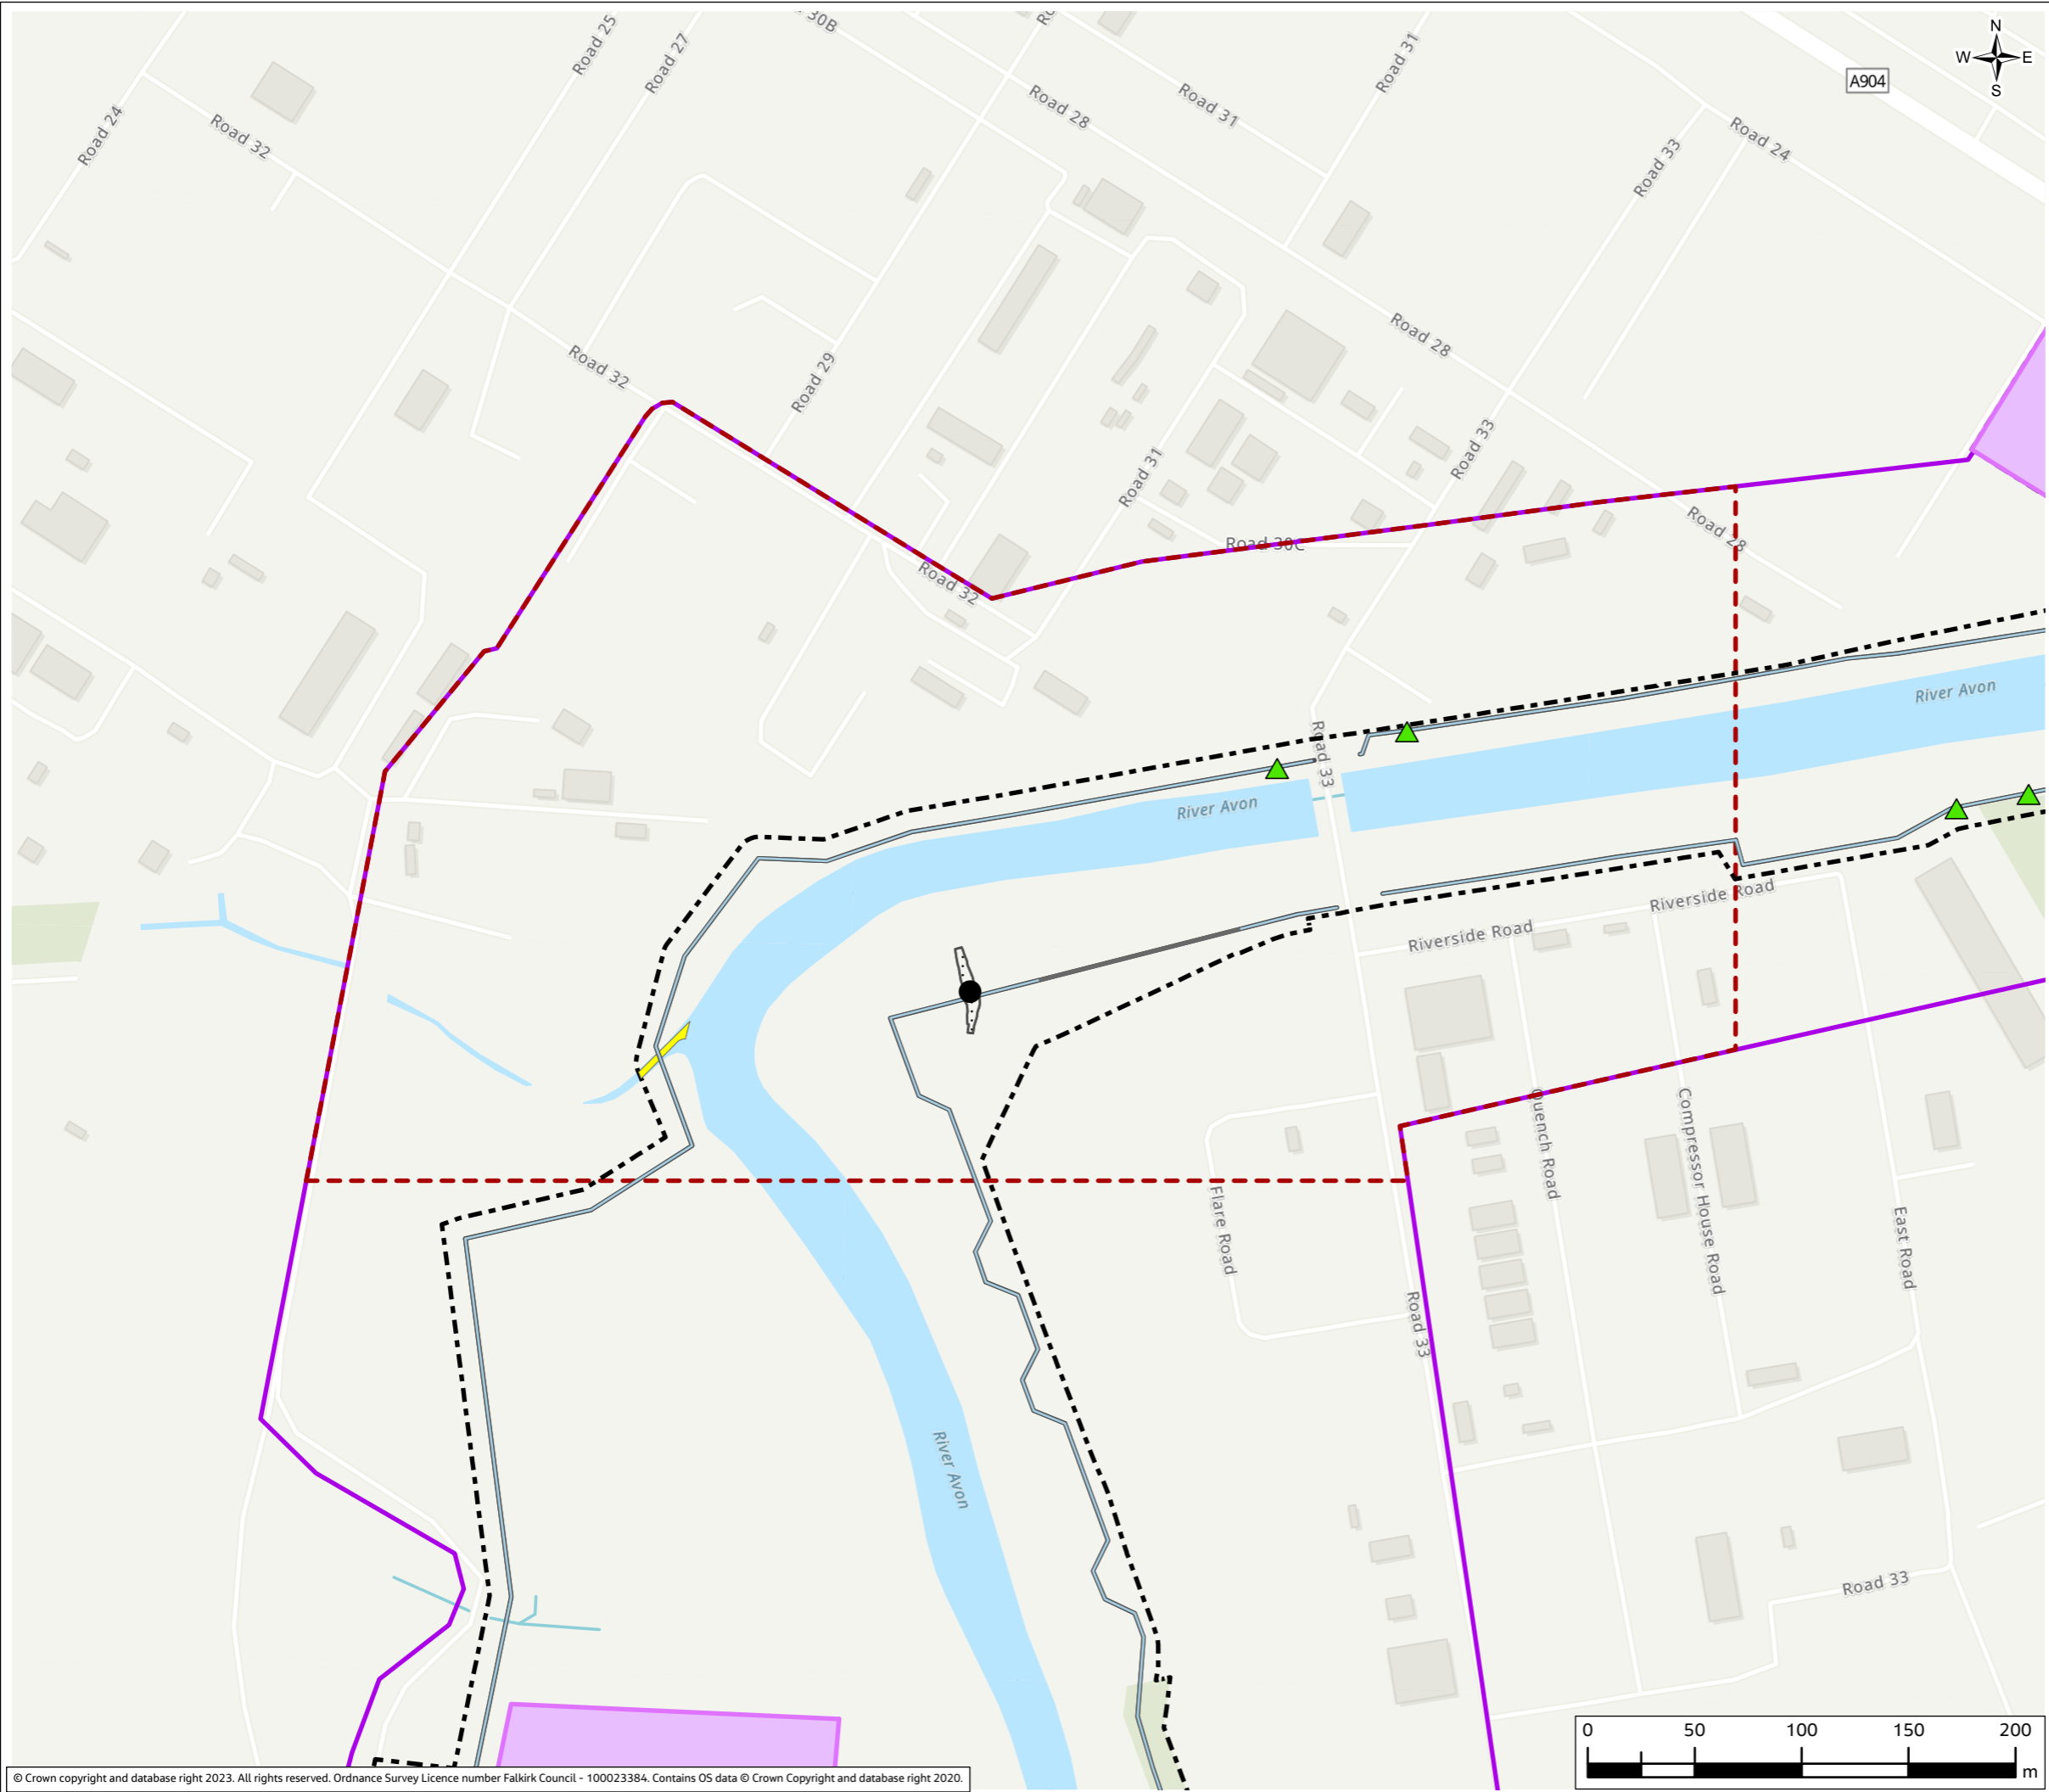 Road 25
30B
Ro
N
W E
S
A904
Road 27
Road 31
Road 24
Road 32
Road 28
Road 31
Road 33
Road 24
Road 32
Road 29
Road 28
Road 31
Road 33
Road 30C
Road 28
Road 32
River Avon
Road 33
River Avon
Riverside Road
Riverside Road
Quench Road
Compressor House Road
Flare Road
East Road
Road 33
River Avon
Road 33
0 50 100 150 200
m
© Crown copyright and database right 2023. All rights reserved. Ordnance Survey Licence number Falkirk Council - 100023384. Contains OS data © Crown Copyright and database right 2020.